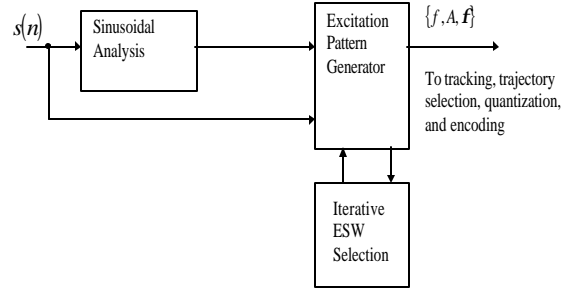 s(n)
Sinusoidal
Analysis
Excitation
Pattern
Generator
{f, A, f}
To tracking, trajectory
selection, quantization,
and encoding
Iterative
ESW
Selection